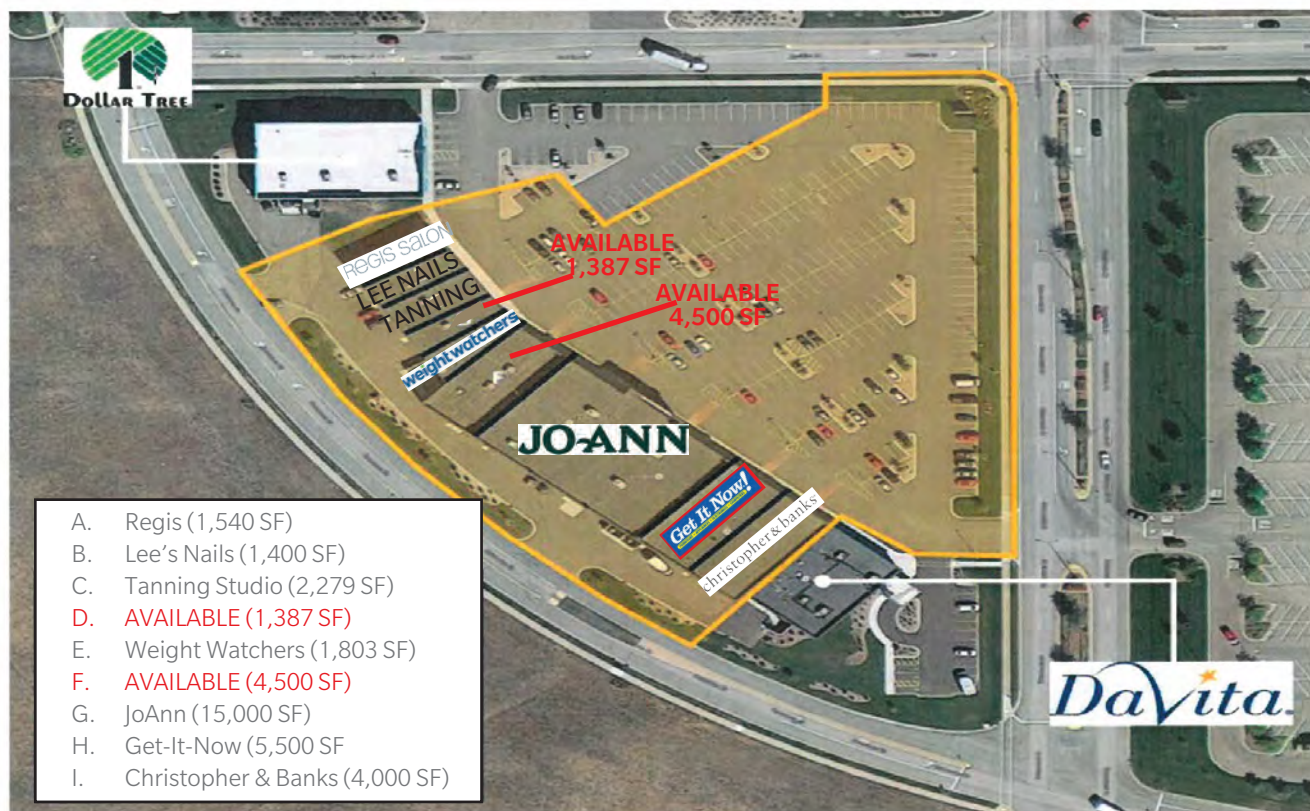 1
DOLLAR TREE
REGIS SALON
LEE NAILS
TANNING
AVAILABLE
1,387 SF
AVAILABLE
4,500 SF
weightwatchers
JO-ANN
Get It Now!
christopher & banks
A. Regis (1,540 SF)
B. Lee's Nails (1,400 SF)
C. Tanning Studio (2,279 SF)
D. AVAILABLE (1,387 SF)
E. Weight Watchers (1,803 SF)
F. AVAILABLE (4,500 SF)
G. JoAnn (15,000 SF)
H. Get-It-Now (5,500 SF
I. Christopher & Banks (4,000 SF)
DaVita.